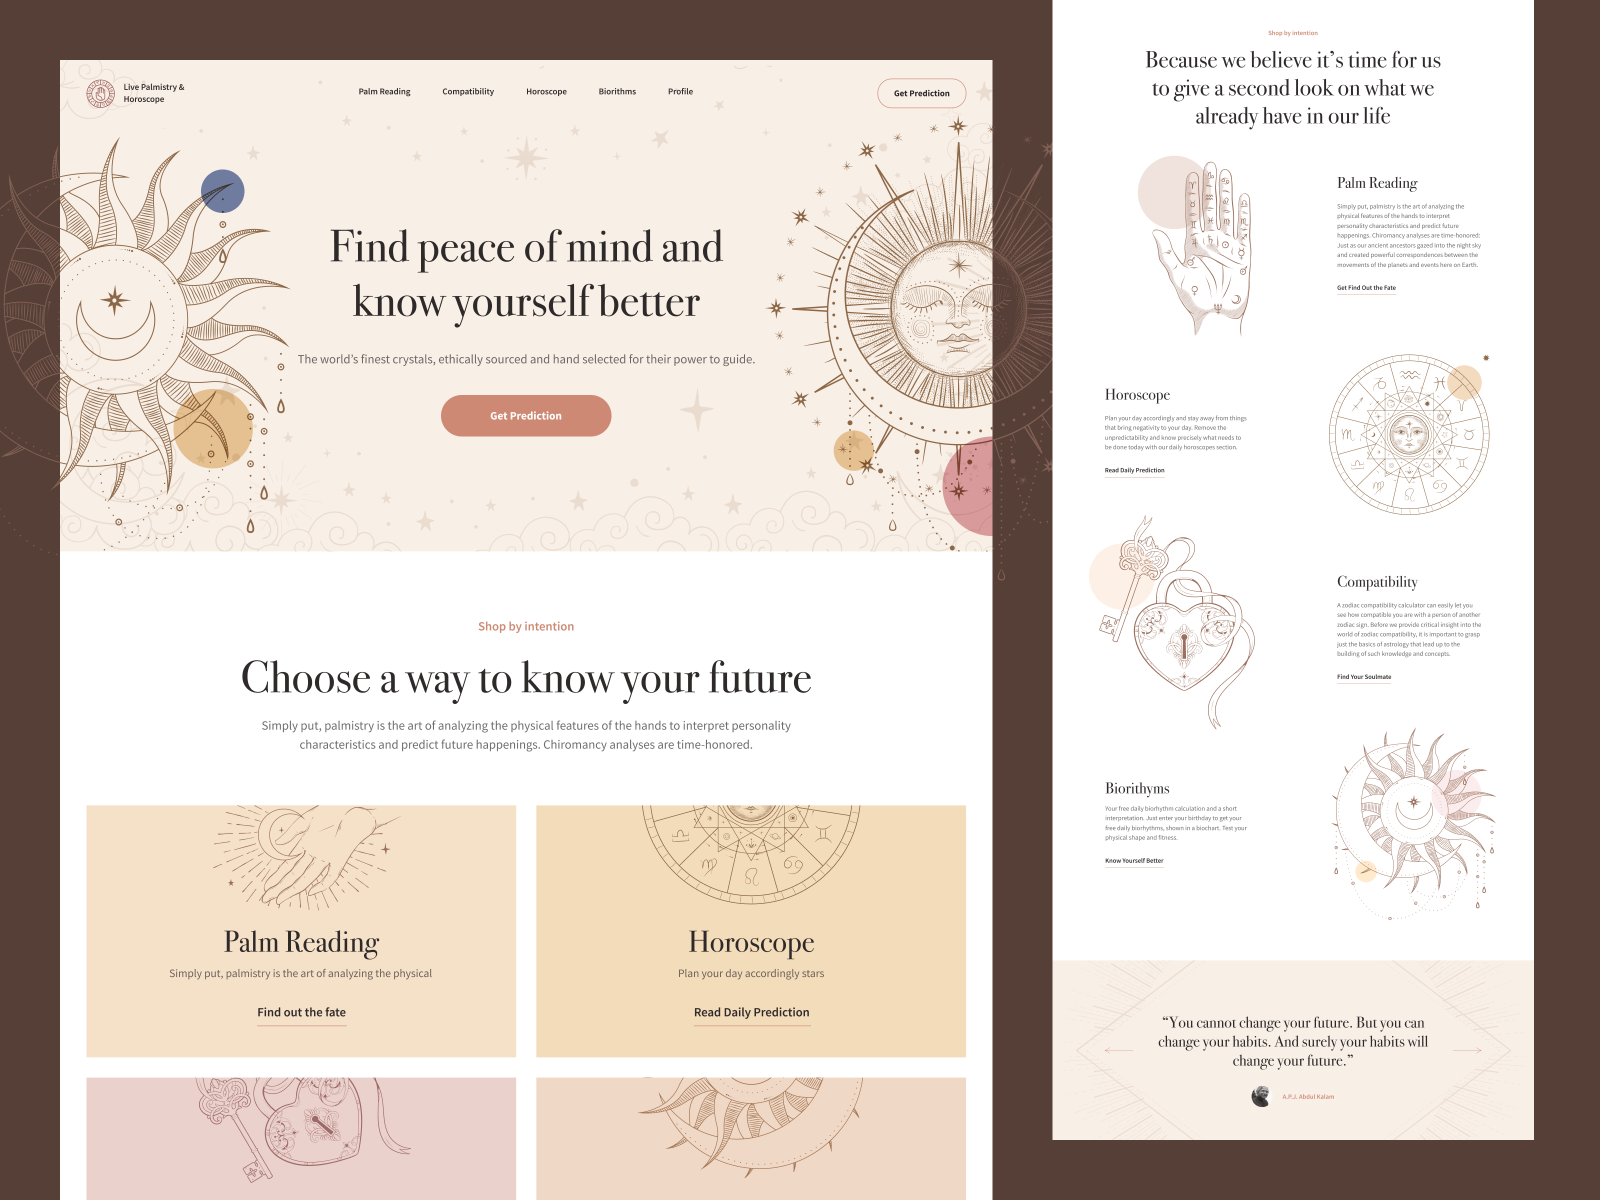 Live Palmistry &
Horoscope
Palm Reading
Compatibility
Horoscope
Biorithms
Profile
Get Prediction
Find peace of mind and
know yourself better
The world's finest crystals, ethically sourced and hand selected for their power to guide.
Get Prediction
Shop by intention
Choose a way to know your future
Simply put, palmistry is the art of analyzing the physical features of the hands to interpret personality
characteristics and predict future happenings. Chiromancy analyses are time-honored.
Palm Reading
Simply put, palmistry is the art of analyzing the physical
Find out the fate
Horoscope
Plan your day accordingly stars
Read Daily Prediction
Shop by intention
Because we believe it's time for us
to give a second look on what we
already have in our life
Palm Reading
Simply put, palmistry is the art of analyzing the
physical features of the hands to interpret
personality characteristics and predict future
happenings. Chiromancy analyses are time-honored:
Just as our ancient ancestors gazed into the night sky
and created powerful correspondences between the
movements of the planets and events here on Earth.
Get Find Out the Fate
Horoscope
Plan your day accordingly and stay away from things
that bring negativity to your day. Remove the
unpredictability and know precisely what needs to
be done today with our daily horoscopes section.
Read Daily Prediction
Compatibility
A zodiac compatibility calculator can easily let you
see how compatible you are with a person of another
zodiac sign. Before we provide critical insight into the
world of zodiac compatibility, it is important to grasp
just the basics of astrology that lead up to the
building of such knowledge and concepts.
Find Your Soulmate
Biorithyms
Your free daily biorhythm calculation and a short
interpretation. Just enter your birthday to get your
free daily biorhythms, shown in a biochart. Test your
physical shape and fitness.
Know Yourself Better
“You cannot change your future. But you can
change your habits. And surely your habits will
change your future.”
A.P.J. Abdul Kalam